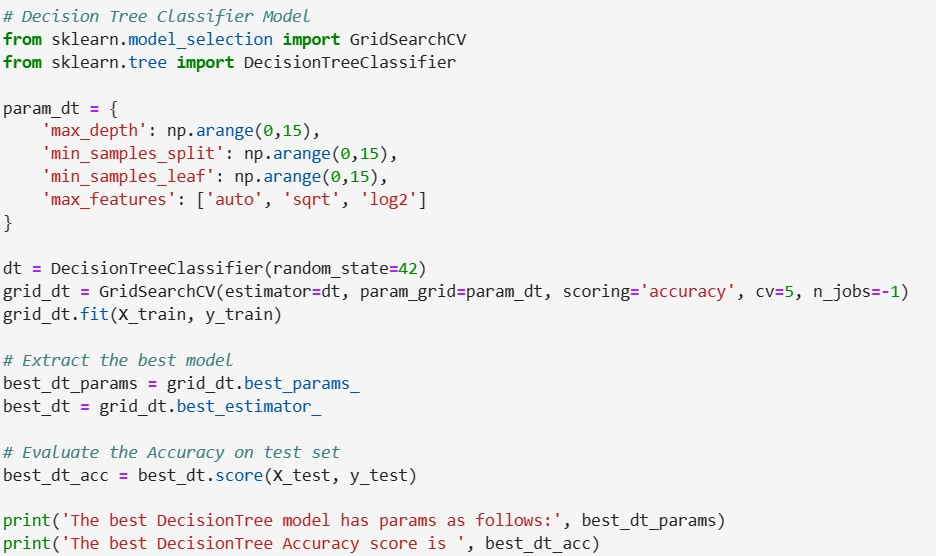 # Decision Tree Classifier Model
from sklearn.model_selection import GridSearchCV
from sklearn.tree import DecisionTreeClassifier

param_dt = {
    'max_depth': np.arange(0,15),
    'min_samples_split': np.arange(0,15),
    'min_samples_leaf': np.arange(0,15),
    'max_features': ['auto', 'sqrt', 'log2']
}

dt = DecisionTreeClassifier(random_state=42)
grid_dt = GridSearchCV(estimator=dt, param_grid=param_dt, scoring='accuracy', cv=5, n_jobs=-1)
grid_dt.fit(X_train, y_train)

# Extract the best model
best_dt_params = grid_dt.best_params_
best_dt = grid_dt.best_estimator_

# Evaluate the Accuracy on test set
best_dt_acc = best_dt.score(X_test, y_test)

print('The best DecisionTree model has params as follows:', best_dt_params)
print('The best DecisionTree Accuracy score is ', best_dt_acc)